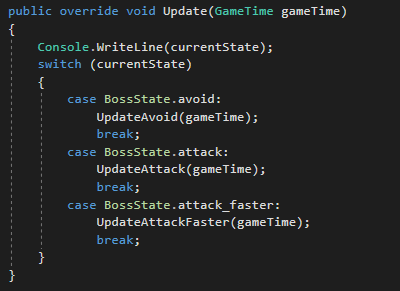 public override void Update(GameTime gameTime)
{
    Console.WriteLine(currentState);
    switch (currentState)
    {
        case BossState.avoid:
            UpdateAvoid(gameTime);
            break;
        case BossState.attack:
            UpdateAttack(gameTime);
            break;
        case BossState.attack_faster:
            UpdateAttackFaster(gameTime);
            break;
    }
}